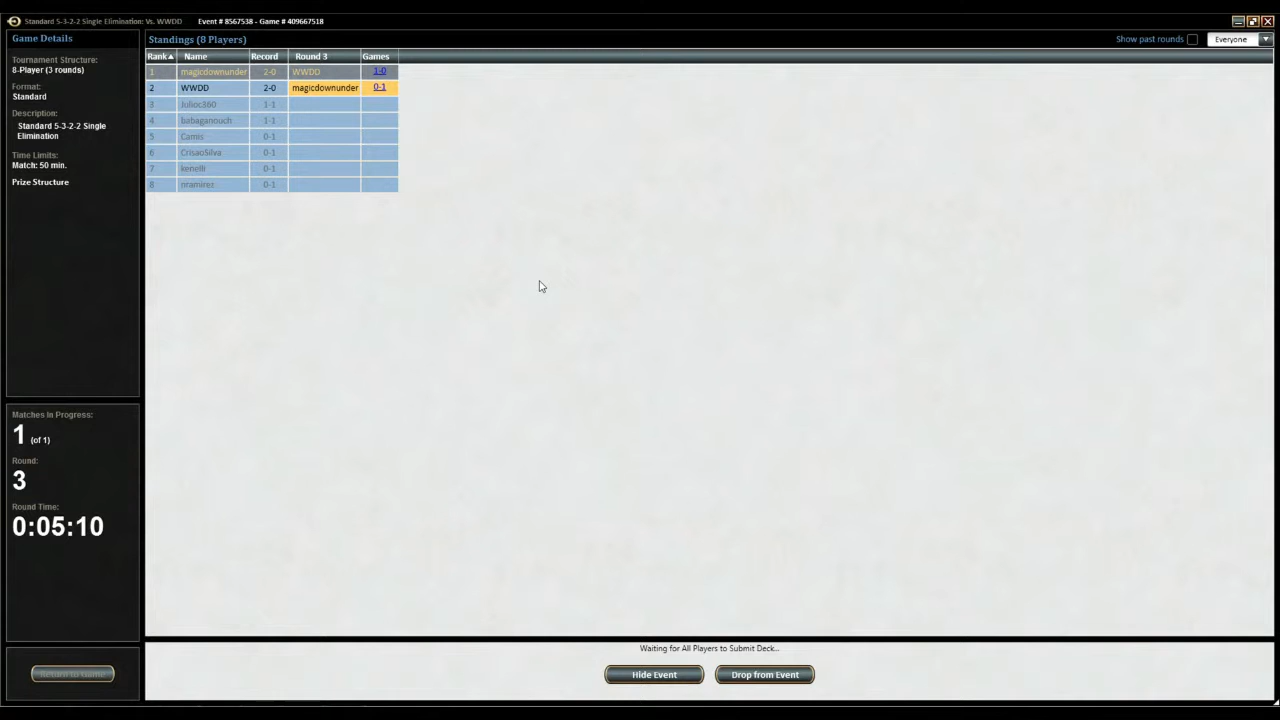 Standard 5-3-2-2 Single Elimination: Vs. WWDD Event # 8567538 - Game # 409667518
Game Details
Tournament Structure:
8-Player (3 rounds)
Format:
Standard
Description:
Standard 5-3-2-2 Single
Elimination
Time Limits:
Match: 50 min.
Prize Structure
Standings (8 Players)
Show past rounds Everyone
Rank Name Record Round 3 Games
1 magicdownunder 2-0 WWDD 1-0
2 WWDD 2-0 magicdownunder 0-1
3 Julioc360 1-1
4 babaganouch 1-1
5 Camis 0-1
6 CrisaoSilva 0-1
7 kenelli 0-1
8 nramirez 0-1
Matches In Progress:
1 (of 1)
Round:
3
Round Time:
0:05:10
Return to Game
Waiting for All Players to Submit Deck...
Hide Event Drop from Event